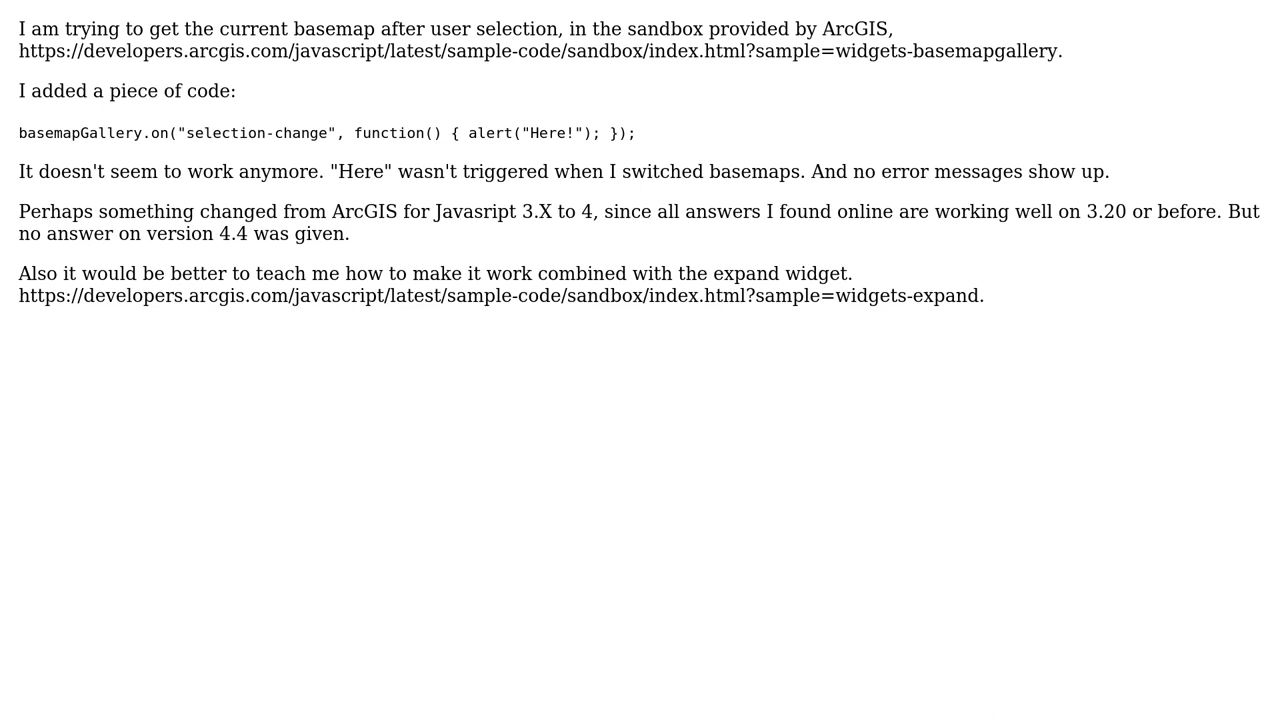 I am trying to get the current basemap after user selection, in the sandbox provided by ArcGIS,
https://developers.arcgis.com/javascript/latest/sample-code/sandbox/index.html?sample=widgets-basemapgallery.
I added a piece of code:
basemapGallery.on("selection-change", function() { alert("Here!"); });
It doesn't seem to work anymore. "Here" wasn't triggered when I switched basemaps. And no error messages show up.
Perhaps something changed from ArcGIS for Javasript 3.X to 4, since all answers I found online are working well on 3.20 or before. But
no answer on version 4.4 was given.
Also it would be better to teach me how to make it work combined with the expand widget.
https://developers.arcgis.com/javascript/latest/sample-code/sandbox/index.html?sample=widgets-expand.